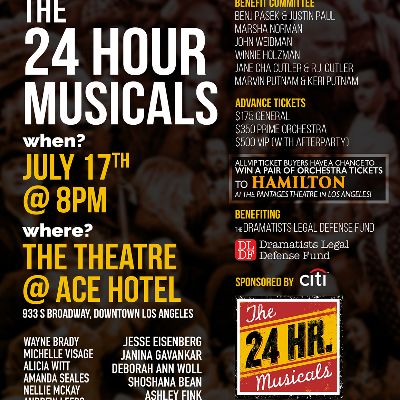 THE
24 HOUR
MUSICALS
when?
JULY 17TH
@ 8PM
where?
THE THEATRE
@ ACE HOTEL
933 S BROADWAY, DOWNTOWN LOS ANGELES
WAYNE BRADY
MICHELLE VISAGE
ALICIA WITT
AMANDA SEALES
NELLIE MCKAY
JESSE EISENBERG
JANINA GAVANKAR
DEBORAH ANN WOLL
SHOSHANA BEAN
ASHLEY FINK
BENEFIT COMMITTEE
BENJ PASEK & JUSTIN PAUL
MARSHA NORMAN
JOHN WEIDMAN
WINNIE HOLZMAN
JANE CHA CUTLER & R.J. CUTLER
MARVIN PUTNAM & KERI PUTNAM
ADVANCE TICKETS
$175 GENERAL
$350 PRIME ORCHESTRA
$500 VIP (WITH AFTERPARTY)
ALL VIP TICKET BUYERS HAVE A CHANCE TO
WIN A PAIR OF ORCHESTRA TICKETS
TO HAMILTON
AT THE PANTAGES THEATRE IN LOS ANGELES!
BENEFITING
THE DRAMATISTS LEGAL DEFENSE FUND
DLDF Dramatists Legal
Defense Fund
SPONSORED BY citi
The
24 HR.
Musicals